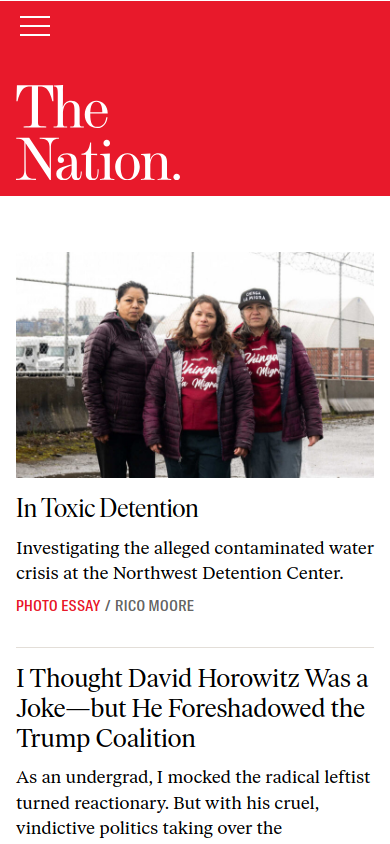 The
Nation.
CHINGA
LA MIGRA
Chinga
La Migra
Chinga
La Migra
In Toxic Detention
Investigating the alleged contaminated water
crisis at the Northwest Detention Center.
PHOTO ESSAY / RICO MOORE
I Thought David Horowitz Was a
Joke—but He Foreshadowed the
Trump Coalition
As an undergrad, I mocked the radical leftist
turned reactionary. But with his cruel,
vindictive politics taking over the